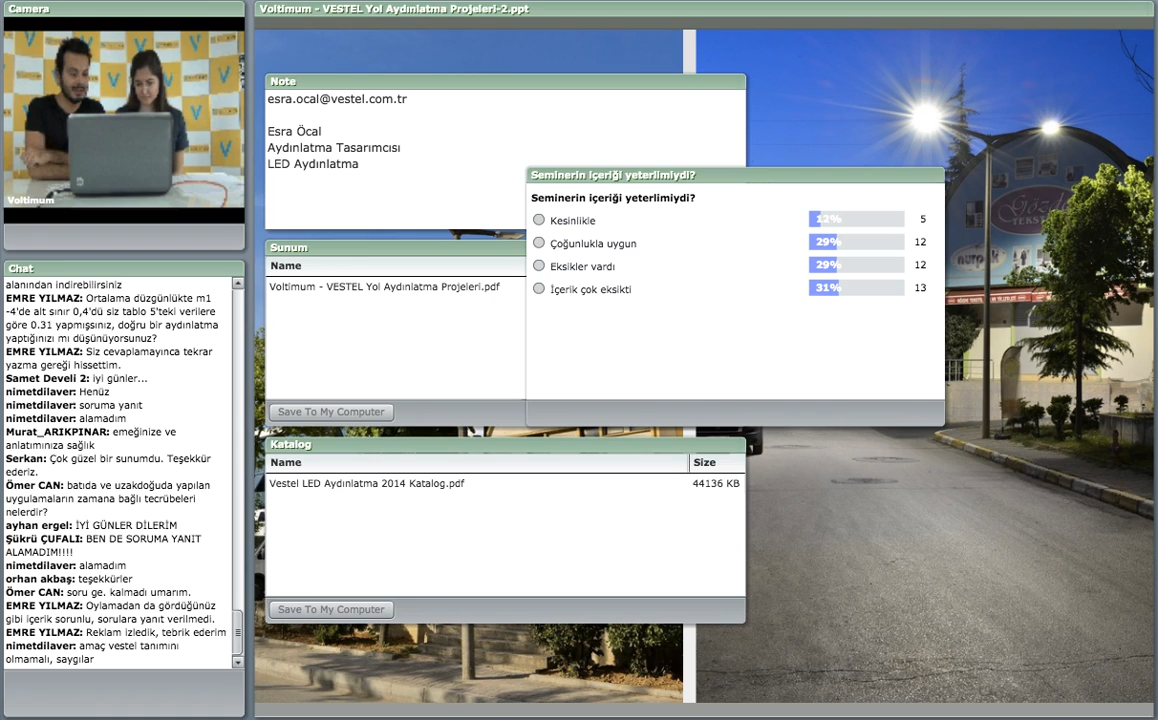 Camera
Voltimum
Chat
alanından indirebilirsiniz
EMRE YILMAZ: Ortalama düzgünlükte m1
-4'de alt sınır 0,4'dü siz tablo 5'teki verilere
göre 0.31 yapmışsınız, doğru bir aydınlatma
yaptığınızı mı düşünüyorsunuz?
EMRE YILMAZ: Siz cevaplamayınca tekrar
yazma gereği hissettim.
Samet Develi 2: iyi günler...
nimetdilaver: Henüz
nimetdilaver: soruma yanıt
nimetdilaver: alamadım
Murat_ARIKPINAR: emeğinize ve
anlatımınıza sağlık
Serkan: Çok güzel bir sunumdu. Teşekkür
ederiz.
Ömer CAN: batıda ve uzakdoğuda yapılan
uygulamaların zamana bağlı tecrübeleri
nelerdir?
ayhan ergel: İYİ GÜNLER DİLERİM
Şükrü ÇUFALI: BEN DE SORUMA YANIT
ALAMADIM!!!!
nimetdilaver: alamadım
orhan akbaş: teşekkürler
Ömer CAN: soru ge. kalmadı umarım.
EMRE YILMAZ: Oylamadan da gördüğünüz
gibi içerik sorunlu, sorulara yanıt verilmedi.
EMRE YILMAZ: Reklam izledik, tebrik ederim
nimetdilaver: amaç vestel tanımını
olmamalı, saygılar
Voltimum - VESTEL Yol Aydınlatma Projeleri-2.ppt
Note
esra.ocal@vestel.com.tr
Esra Öcal
Aydınlatma Tasarımcısı
LED Aydınlatma
Seminerin içeriği yeterlimiydi?
Seminerin içeriği yeterlimiydi?
Kesinlikle 12% 5
Çoğunlukla uygun 29% 12
Eksikler vardı 29% 12
İçerik çok eksikti 31% 13
Sunum
Name
Voltimum - VESTEL Yol Aydınlatma Projeleri.pdf
Save To My Computer
Katalog
Name Size
Vestel LED Aydınlatma 2014 Katalog.pdf 44136 KB
Save To My Computer
Gözde
TEKSTİL
nurpak